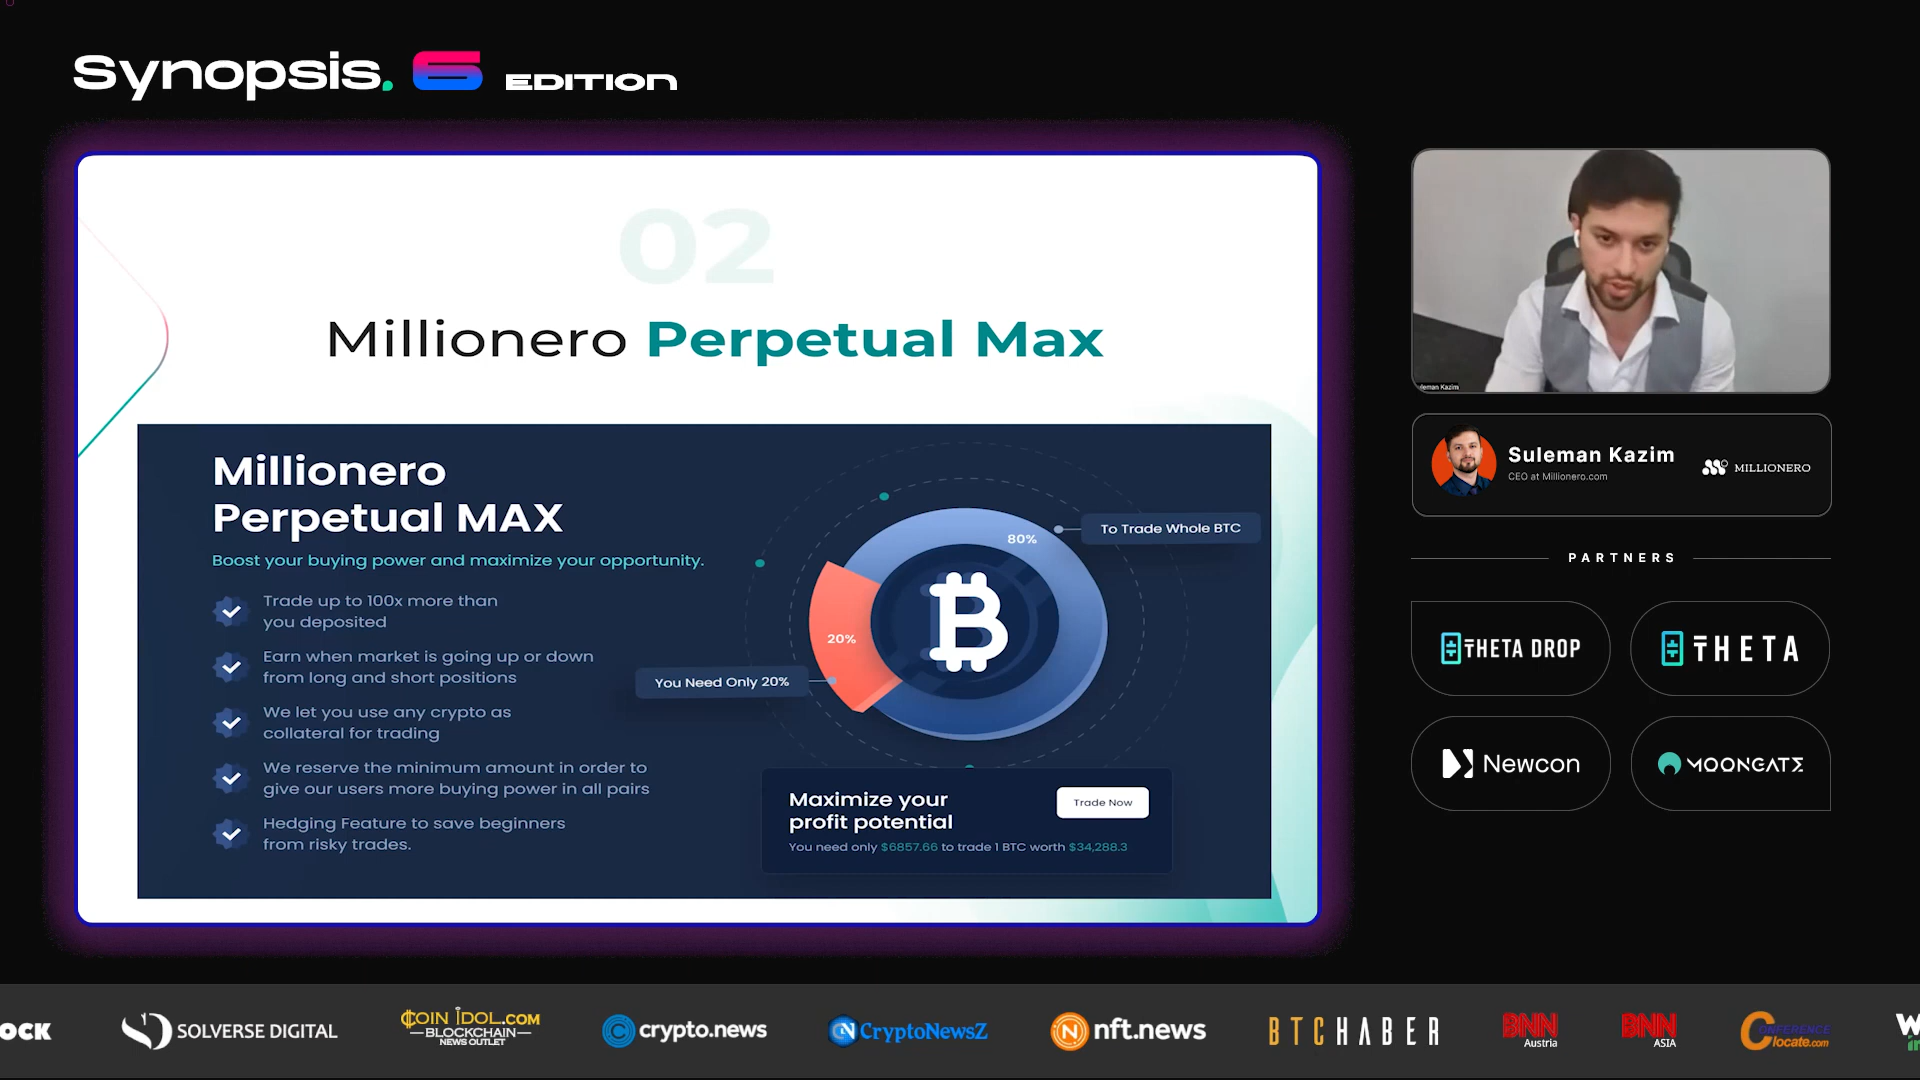 Synopsis. 6 EDITION
02
Millionero Perpetual Max
Millionero
Perpetual MAX
Boost your buying power and maximize your opportunity.
Trade up to 100x more than
you deposited
Earn when market is going up or down
from long and short positions
We let you use any crypto as
collateral for trading
We reserve the minimum amount in order to
give our users more buying power in all pairs
Hedging Feature to save beginners
from risky trades.
80%
To Trade Whole BTC
20%
You Need Only 20%
Maximize your
profit potential
Trade Now
You need only $6857.66 to trade 1 BTC worth $34,288.3
leman Kazim
Suleman Kazim
CEO at Millionero.com
MILLIONERO
PARTNERS
THETA DROP
THETA
Newcon
MOONGATE
OCK
SOLVERSE DIGITAL
COIN IDOL.COM
BLOCKCHAIN
NEWS OUTLET
crypto.news
CN CryptoNewsZ
nft.news
BTCHABER
BNN
Austria
BNN
ASIA
CONFERENCE
locate.com